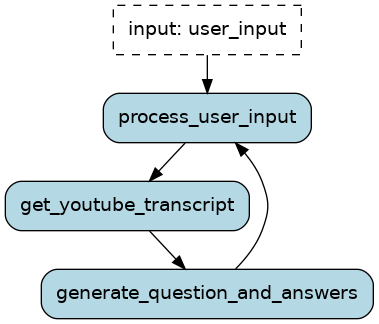 input: user_input
process_user_input
get_youtube_transcript
generate_question_and_answers